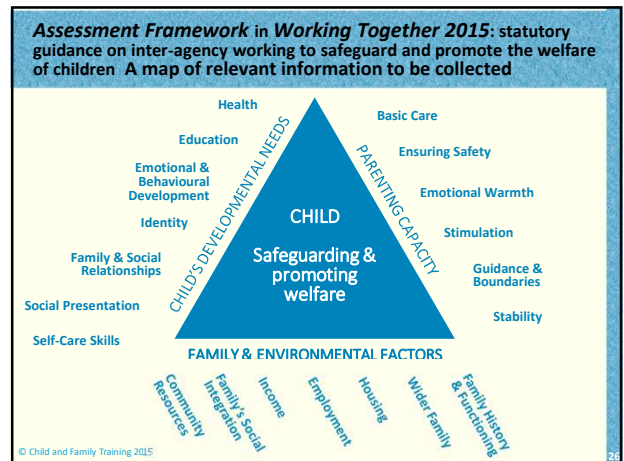 Assessment Framework in Working Together 2015: statutory
guidance on inter-agency working to safeguard and promote the welfare
of children A map of relevant information to be collected
Health
Education
Emotional &
Behavioural
Development
Identity
Family & Social
Relationships
Social Presentation
Self-Care Skills
CHILD'S DEVELOPMENTAL NEEDS
CHILD
Safeguarding &
promoting
welfare
PARENTING CAPACITY
Basic Care
Ensuring Safety
Emotional Warmth
Stimulation
Guidance &
Boundaries
Stability
FAMILY & ENVIRONMENTAL FACTORS
Community
Resources
Family's Social
Integration
Income
Employment
Housing
Wider Family
Family History
& Functioning
© Child and Family Training 2015
26